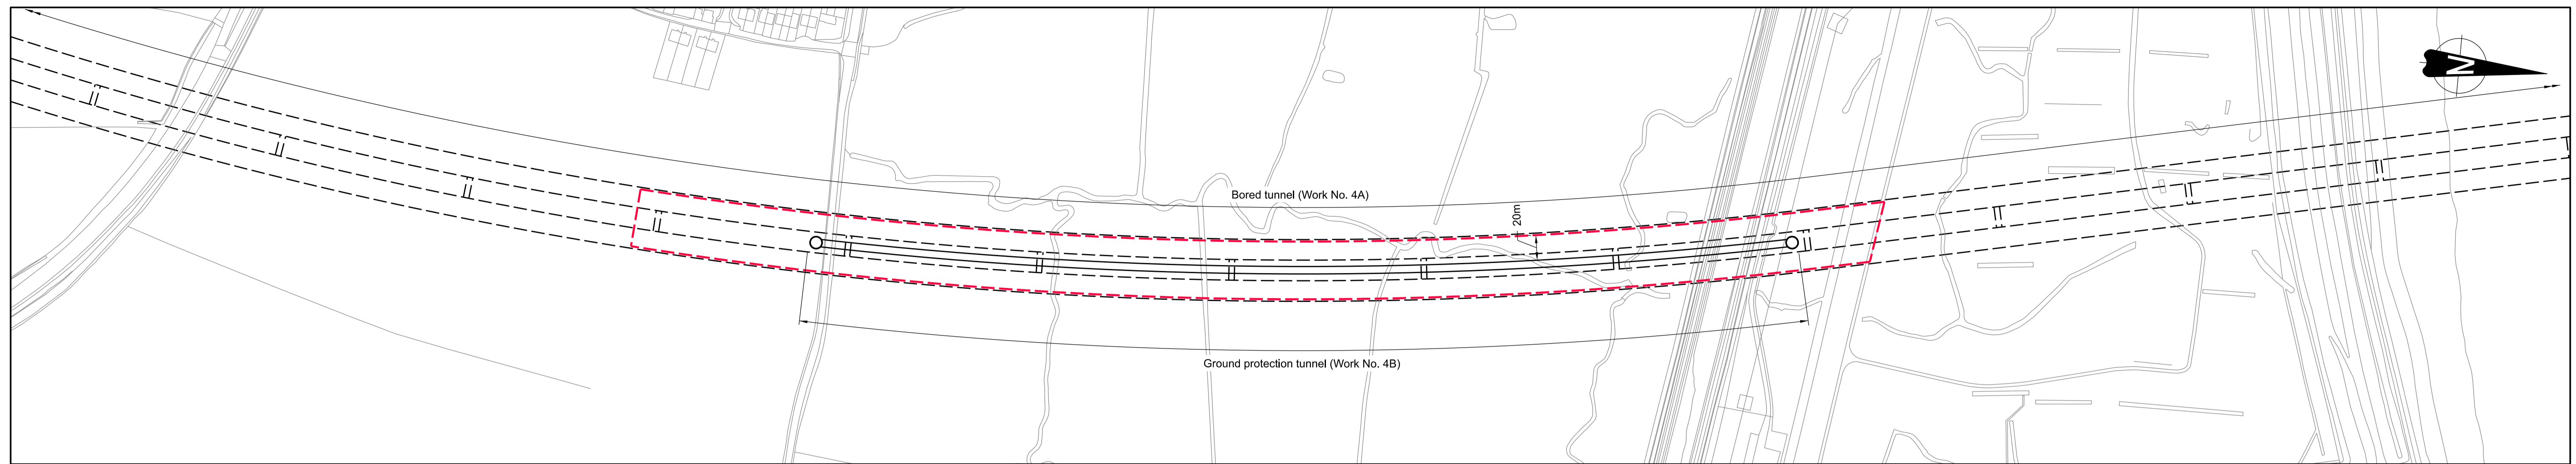 N
Bored tunnel (Work No. 4A)
20m
Ground protection tunnel (Work No. 4B)